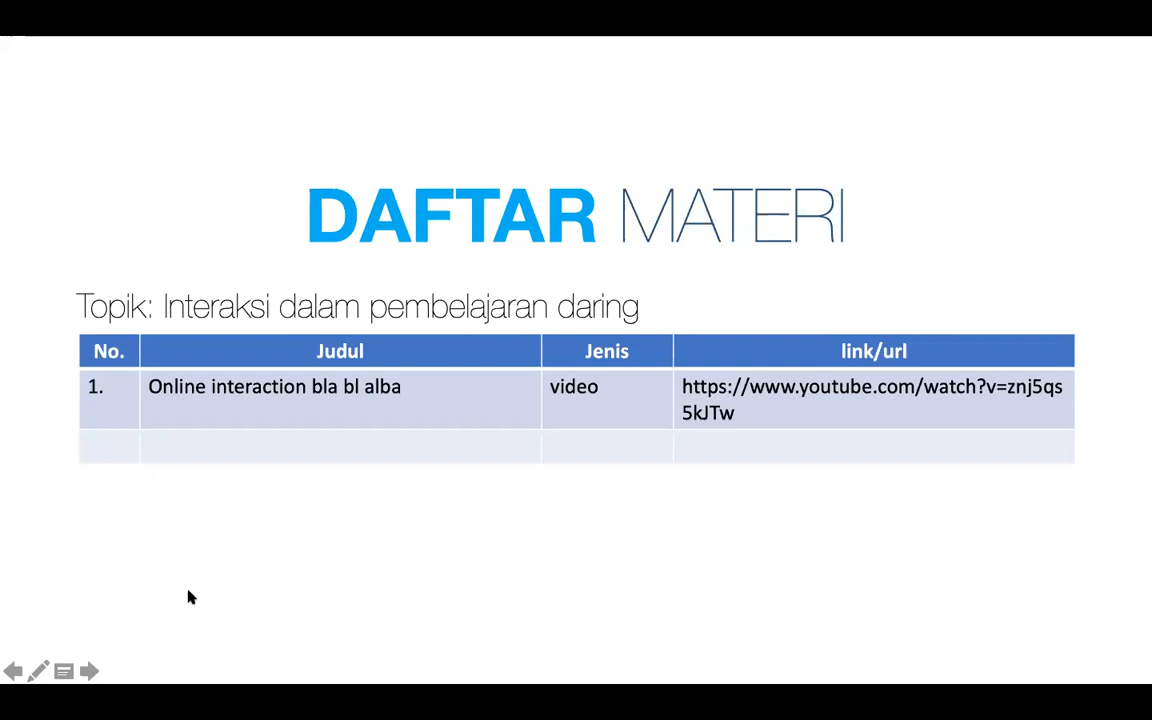 DAFTAR MATERI
Topik: Interaksi dalam pembelajaran daring
No. Judul Jenis link/url
1. Online interaction bla bl alba video https://www.youtube.com/watch?v=znj5qs
5kJTw